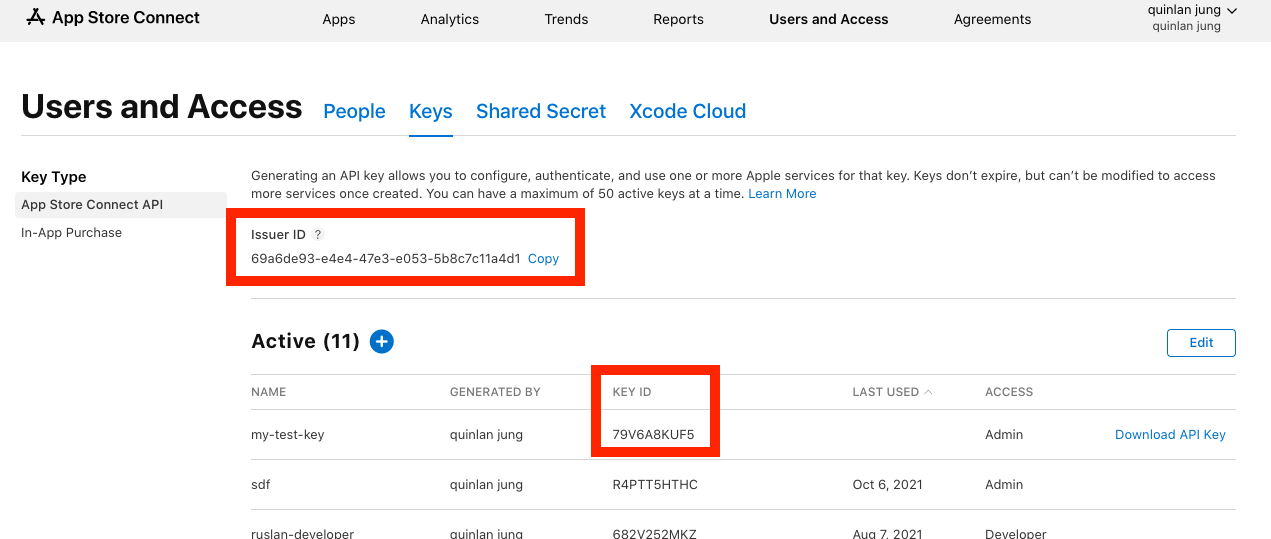 App Store Connect Apps Analytics Trends Reports Users and Access Agreements quinlan jung
quinlan jung
Users and Access People Keys Shared Secret Xcode Cloud
Key Type
App Store Connect API
In-App Purchase
Generating an API key allows you to configure, authenticate, and use one or more Apple services for that key. Keys don’t expire, but can’t be modified to access
more services once created. You can have a maximum of 50 active keys at a time. Learn More
Issuer ID ?
69a6de93-e4e4-47e3-e053-5b8c7c11a4d1 Copy
Active (11) +
Edit
NAME GENERATED BY KEY ID LAST USED ACCESS
my-test-key quinlan jung 79V6A8KUF5 Admin Download API Key
sdf quinlan jung R4PTT5HTHC Oct 6, 2021 Admin
ruslan-developer quinlan jung 682V252MKZ Aug 7, 2021 Developer